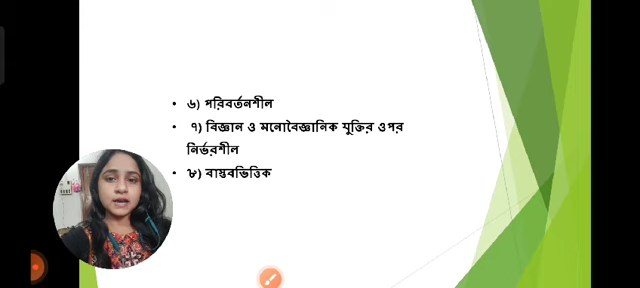 • ৬) পরিবর্তনশীল
• ৭) বিজ্ঞান ও মনোবৈজ্ঞানিক যুক্তির ওপর
নির্ভরশীল
• ৮) বাস্তবভিত্তিক